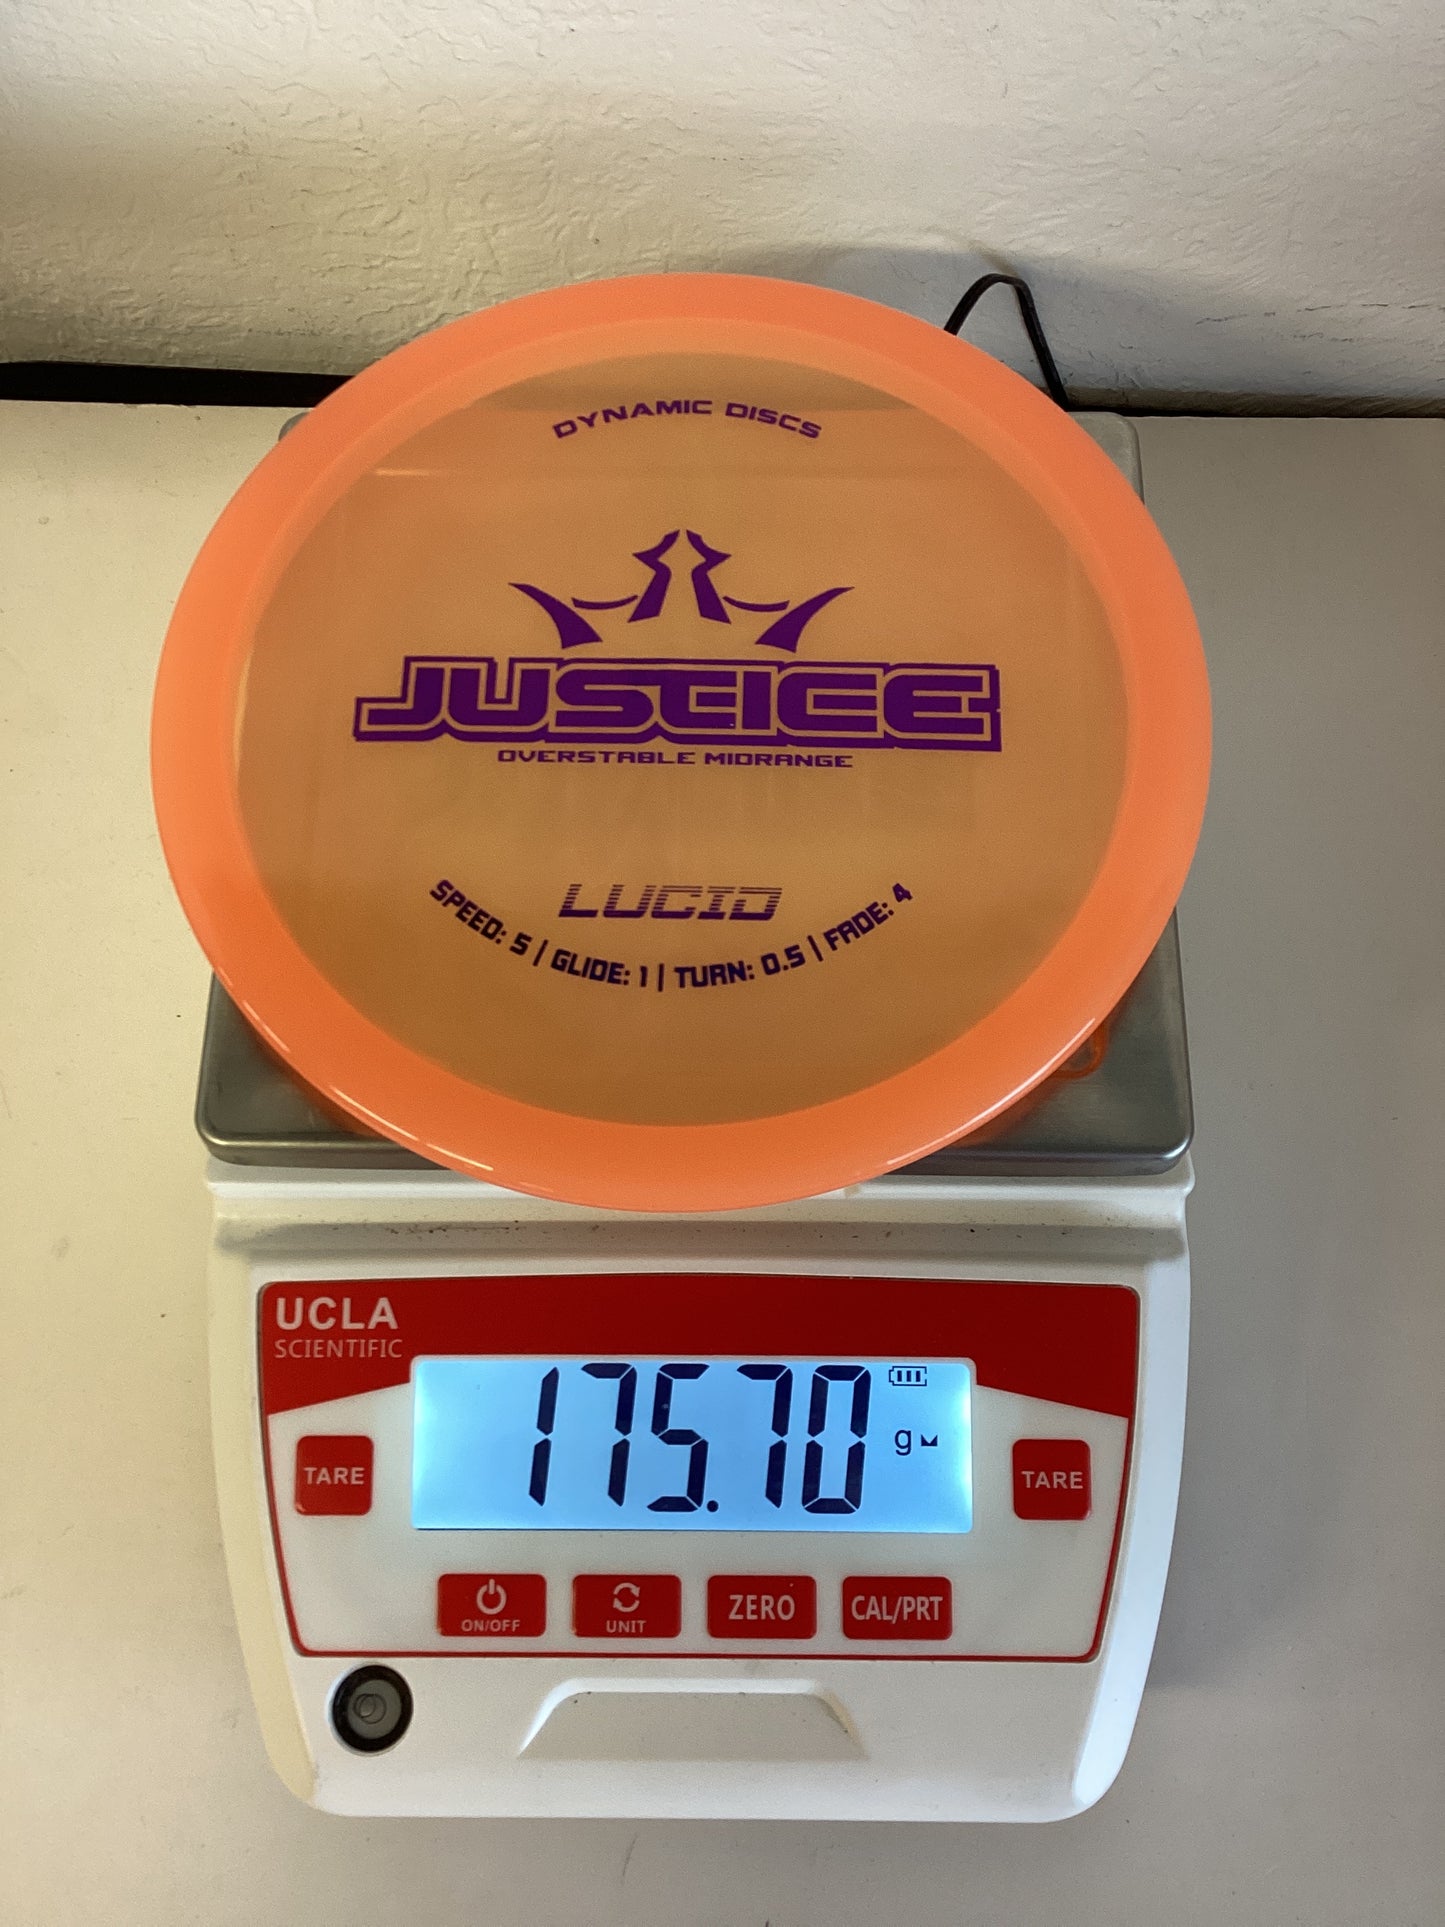 DYNAMIC DISCS
JUSTICE
OVERSTABLE MIDRANGE
LUCID
SPEED: 5 | GLIDE: 1 | TURN: 0.5 | FADE: 4
UCLA
SCIENTIFIC
175.70 g
TARE
TARE
ON/OFF
UNIT
ZERO
CAL/PRT